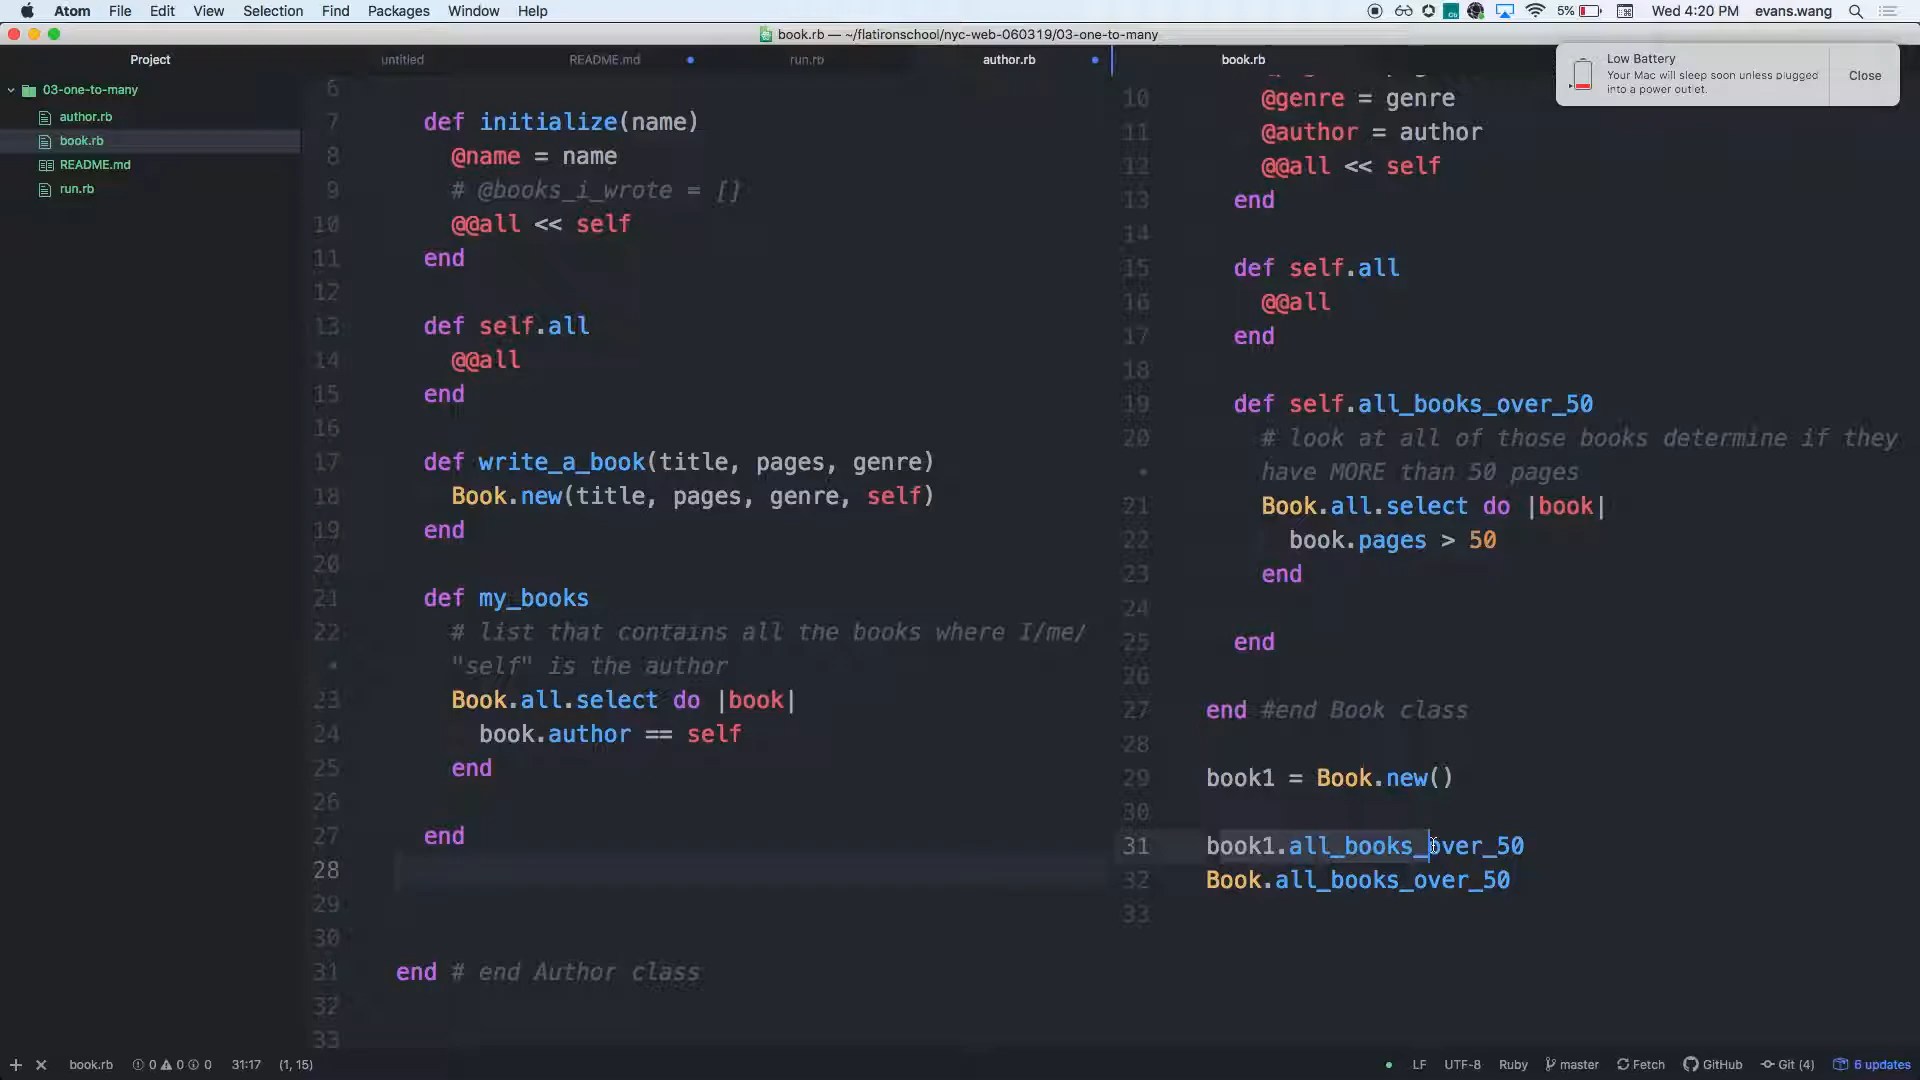 Atom File Edit View Selection Find Packages Window Help
5% Wed 4:20 PM evans.wang
book.rb — ~/flatironschool/nyc-web-060319/03-one-to-many
Low Battery
Your Mac will sleep soon unless plugged
into a power outlet.
Close
Project
untitled README.md run.rb author.rb book.rb
03-one-to-many
author.rb
book.rb
README.md
run.rb
6
7 def initialize(name)
8 @name = name
9 # @books_i_wrote = []
10 @@all << self
11 end
12
13 def self.all
14 @@all
15 end
16
17 def write_a_book(title, pages, genre)
18 Book.new(title, pages, genre, self)
19 end
20
21 def my_books
22 # list that contains all the books where I/me/
• "self" is the author
23 Book.all.select do |book|
24 book.author == self
25 end
26
27 end
28
29
30
31 end # end Author class
32
33
10 @genre = genre
11 @author = author
12 @@all << self
13 end
14
15 def self.all
16 @@all
17 end
18
19 def self.all_books_over_50
20 # look at all of those books determine if they
• have MORE than 50 pages
21 Book.all.select do |book|
22 book.pages > 50
23 end
24
25 end
26
27 end #end Book class
28
29 book1 = Book.new()
30
31 book1.all_books_over_50
32 Book.all_books_over_50
33
book.rb 0 0 0 31:17 (1, 15)
LF UTF-8 Ruby master Fetch GitHub Git (4) 6 updates